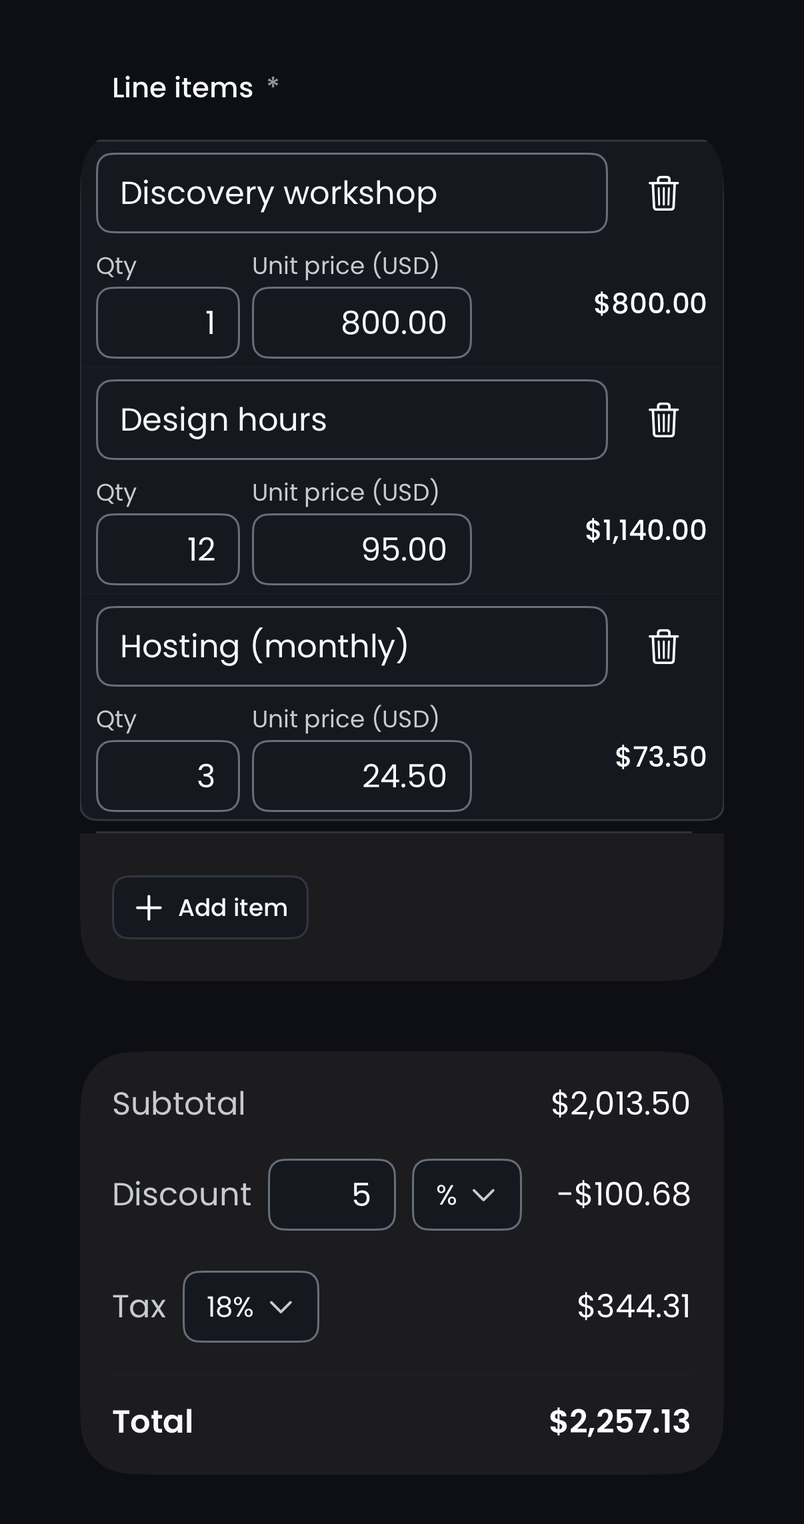 Line items *
Discovery workshop
Qty Unit price (USD)
1 800.00 $800.00
Design hours
Qty Unit price (USD)
12 95.00 $1,140.00
Hosting (monthly)
Qty Unit price (USD)
3 24.50 $73.50
+ Add item
Subtotal $2,013.50
Discount 5 % -$100.68
Tax 18% $344.31
Total $2,257.13